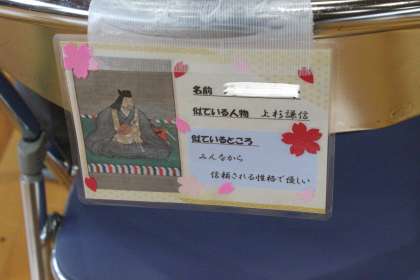 名前
似ている人物 上杉謙信
似ているところ
みんなから
信頼される性格で優しい